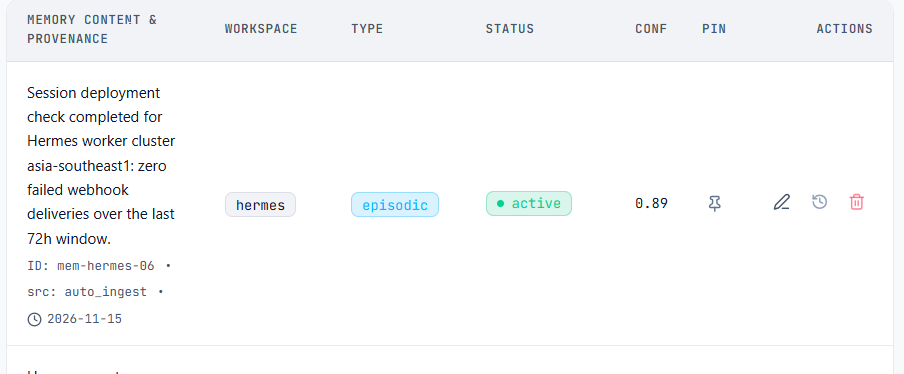 MEMORY CONTENT &
PROVENANCE
WORKSPACE
TYPE
STATUS
CONF
PIN
ACTIONS
Session deployment
check completed for
Hermes worker cluster
asia-southeast1: zero
failed webhook
deliveries over the last
72h window.
ID: mem-hermes-06 •
src: auto_ingest •
2026-11-15
hermes
episodic
active
0.89